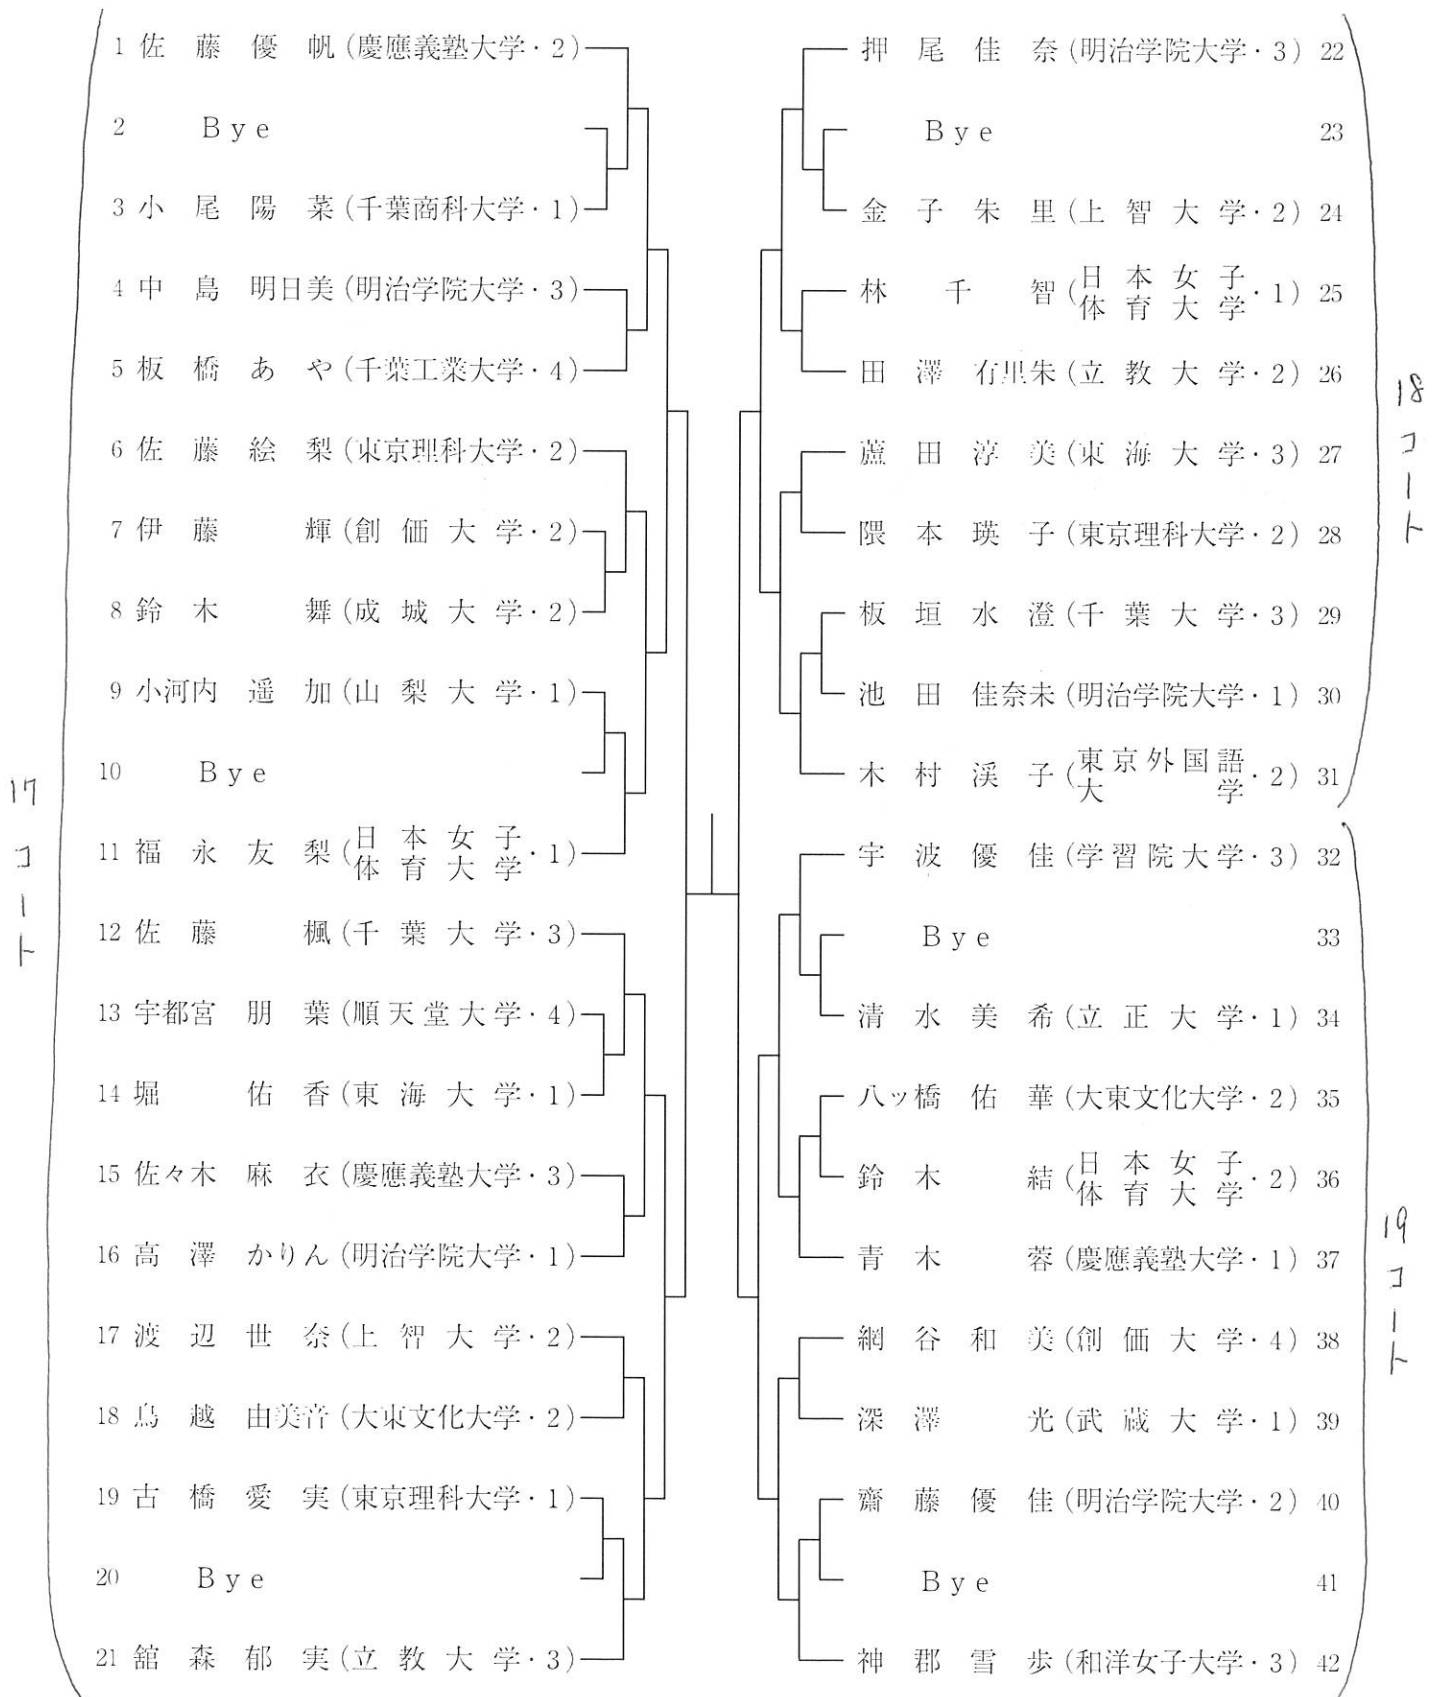 1 佐藤優帆(慶應義塾大学・2)
2 Bye
3 小尾陽菜(千葉商科大学・1)
4 中島明日美(明治学院大学・3)
5 板橋あや(千葉工業大学・4)
6 佐藤絵梨(東京理科大学・2)
7 伊藤輝(創価大学・2)
8 鈴木舞(成城大学・2)
9 小河内遥加(山梨大学・1)
10 Bye
11 福永友梨(日本女子体育大学・1)
12 佐藤楓(千葉大学・3)
13 宇都宮朋葉(順天堂大学・4)
14 堀佑香(東海大学・1)
15 佐々木麻衣(慶應義塾大学・3)
16 高澤かりん(明治学院大学・1)
17 渡辺世奈(上智大学・2)
18 鳥越由美音(大東文化大学・2)
19 古橋愛実(東京理科大学・1)
20 Bye
21 舘森郁実(立教大学・3)
17コート
押尾佳奈(明治学院大学・3) 22
Bye 23
金子朱里(上智大学・2) 24
林千智(日本女子体育大学・1) 25
田澤有里朱(立教大学・2) 26
蘆田淳美(東海大学・3) 27
隈本瑛子(東京理科大学・2) 28
板垣水澄(千葉大学・3) 29
池田佳奈未(明治学院大学・1) 30
木村渓子(東京外国語大学・2) 31
18コート
宇波優佳(学習院大学・3) 32
Bye 33
清水美希(立正大学・1) 34
八ッ橋佑華(大東文化大学・2) 35
鈴木結(日本女子体育大学・2) 36
青木蓉(慶應義塾大学・1) 37
網谷和美(創価大学・4) 38
深澤光(武蔵大学・1) 39
齋藤優佳(明治学院大学・2) 40
Bye 41
神郡雪歩(和洋女子大学・3) 42
19コート